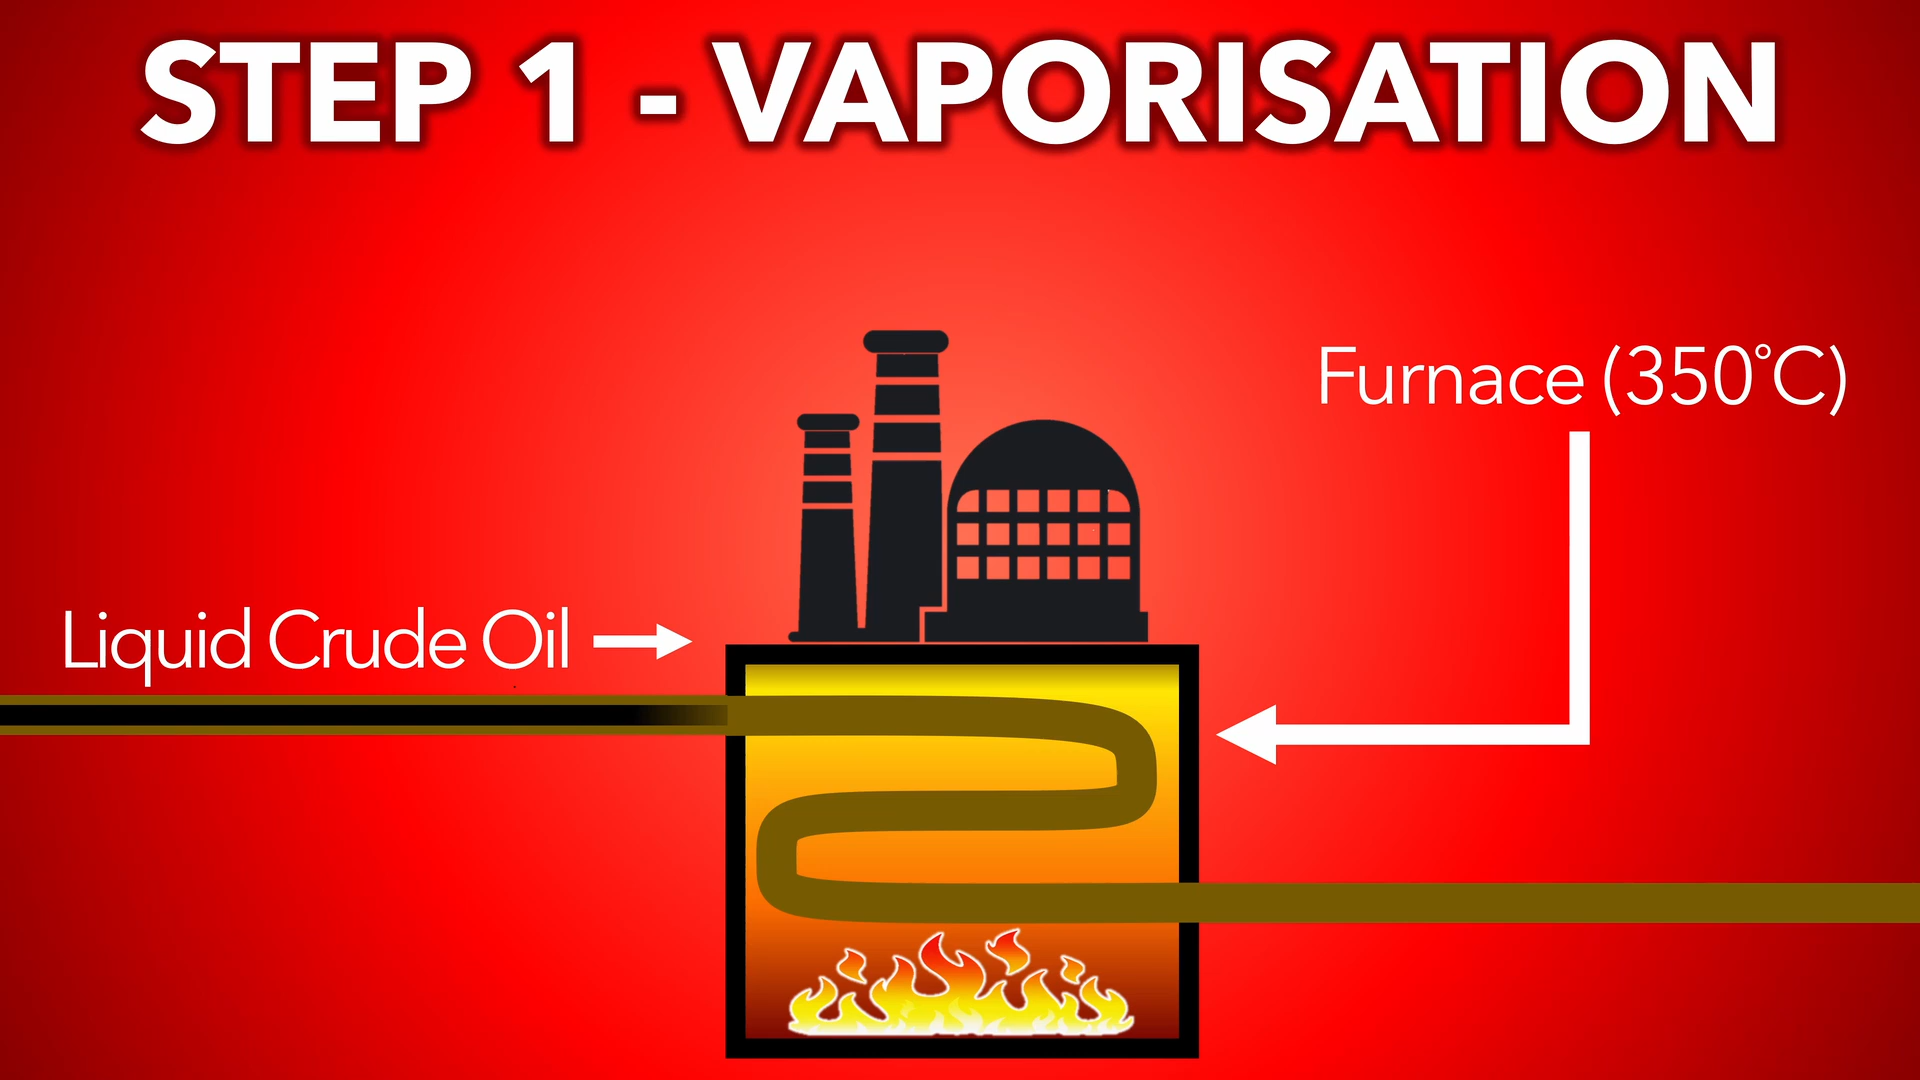 STEP 1 - VAPORISATION
Furnace (350°C)
Liquid Crude Oil